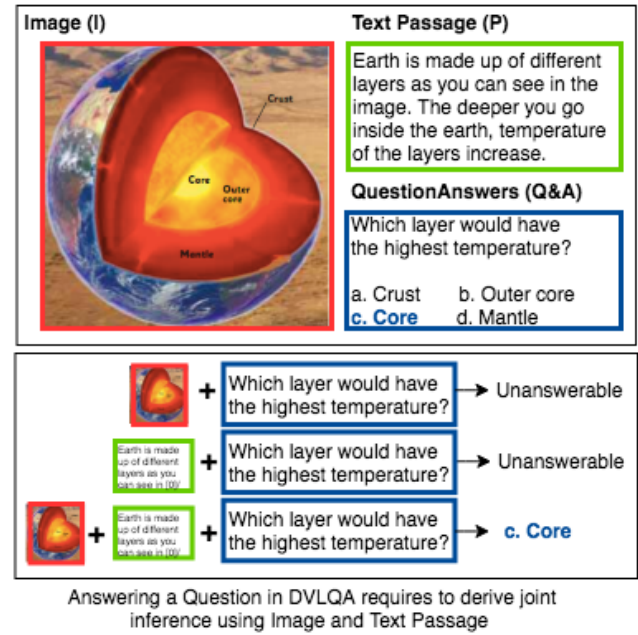 Image (I)
Text Passage (P)
Crust
Core
Outer
core
Mantle
Earth is made up of different
layers as you can see in the
image. The deeper you go
inside the earth, temperature
of the layers increase.
QuestionAnswers (Q&A)
Which layer would have
the highest temperature?
a. Crust b. Outer core
c. Core d. Mantle
+ Which layer would have
the highest temperature?
Unanswerable
Earth is made
up of different
layers as you
can see in [0]/
+ Which layer would have
the highest temperature?
Unanswerable
+
Earth is made
up of different
layers as you
can see in [0]/
+ Which layer would have
the highest temperature?
c. Core
Answering a Question in DVLQA requires to derive joint
inference using Image and Text Passage